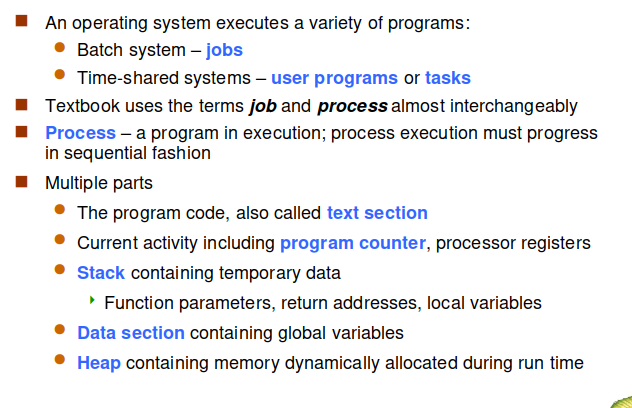 An operating system executes a variety of programs:
Batch system – jobs
Time-shared systems – user programs or tasks
Textbook uses the terms job and process almost interchangeably
Process – a program in execution; process execution must progress
in sequential fashion
Multiple parts
The program code, also called text section
Current activity including program counter, processor registers
Stack containing temporary data
Function parameters, return addresses, local variables
Data section containing global variables
Heap containing memory dynamically allocated during run time